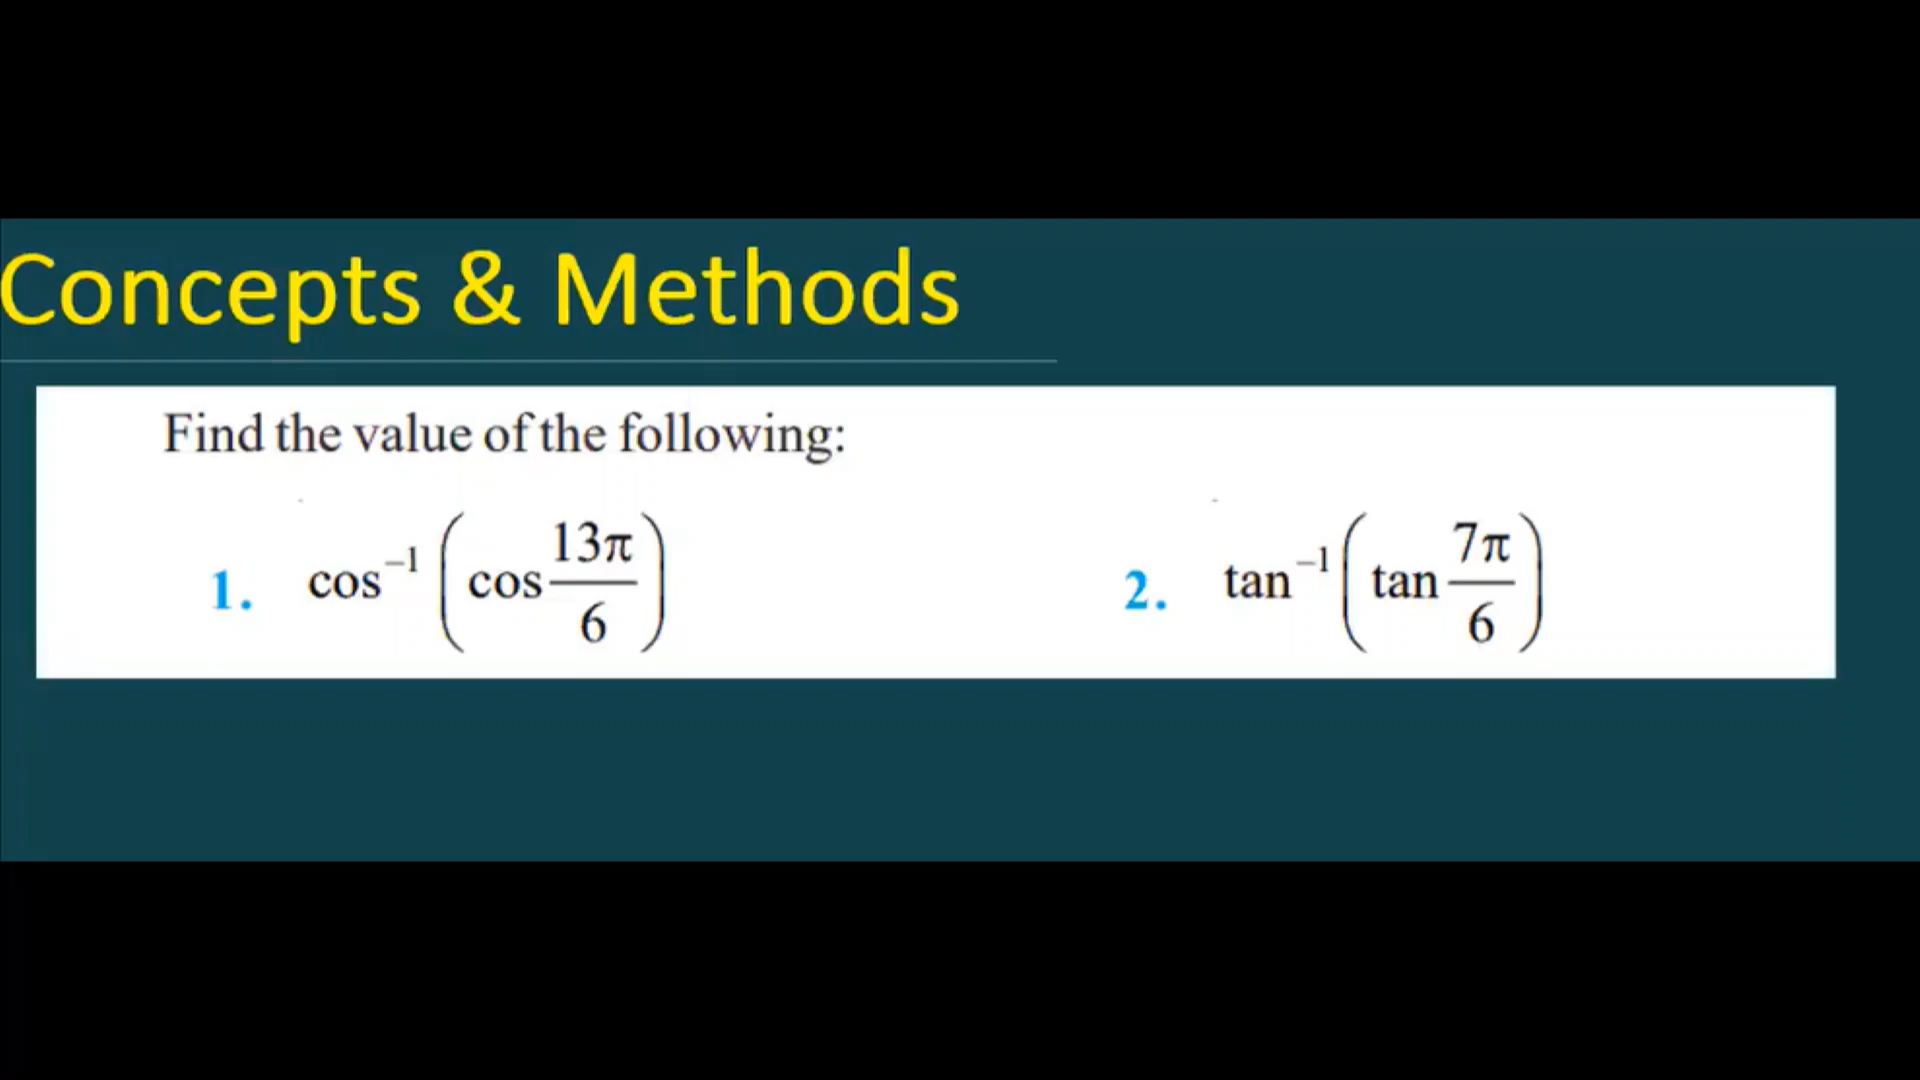 Concepts & Methods
Find the value of the following:
1. cos⁻¹ (cos 13π/6)
2. tan⁻¹ (tan 7π/6)